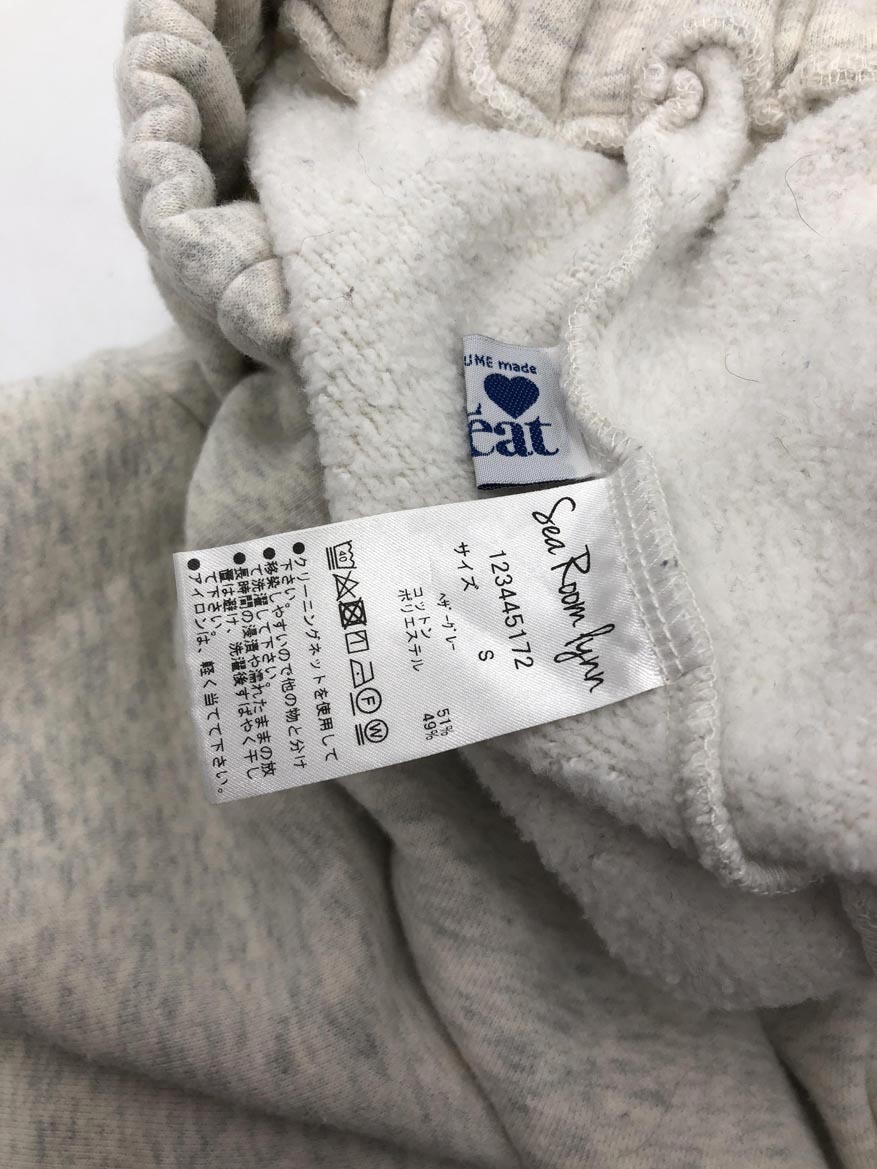 UME made
eat
Sea Room lynn
123445172
サイズ S
ヘザーグレー
コットン 51%
ポリエステル 49%
40
F
W
●クリーニングネットを使用して
下さい。
●移染しやすいので他の物と分け
て洗濯して下さい。
●長時間の浸漬や濡れたままの放
置は避け、洗濯後すばやく干し
て下さい。
●アイロンは、軽く当てて下さい。